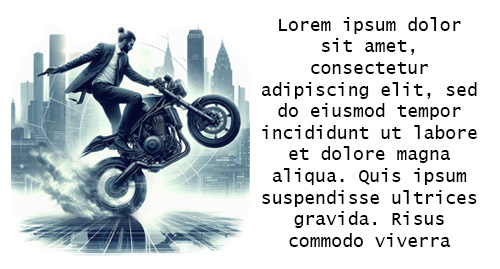 Lorem ipsum dolor
sit amet,
consectetur
adipiscing elit, sed
do eiusmod tempor
incididunt ut labore
et dolore magna
aliqua. Quis ipsum
suspendisse ultrices
gravida. Risus
commodo viverra